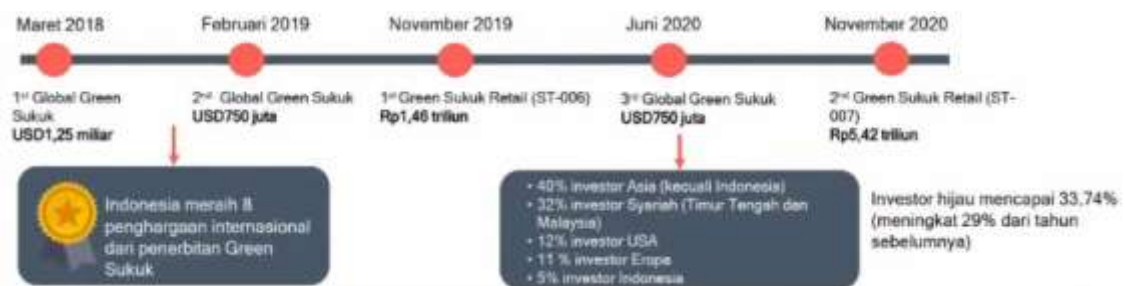 Maret 2018
Februari 2019
November 2019
Juni 2020
November 2020
1st Global Green
Sukuk
USD1,25 miliar
2nd Global Green Sukuk
USD750 juta
1st Green Sukuk Retail (ST-006)
Rp1,46 triliun
3rd Global Green Sukuk
USD750 juta
2nd Green Sukuk Retail (ST-
007)
Rp5,42 triliun
Indonesia meraih 8
penghargaan internasional
dari penerbitan Green
Sukuk
• 40% investor Asia (kecuali Indonesia)
• 32% investor Syariah (Timur Tengah dan
Malaysia)
• 12% investor USA
• 11 % investor Eropa
• 5% investor Indonesia
Investor hijau mencapai 33,74%
(meningkat 29% dari tahun
sebelumnya)